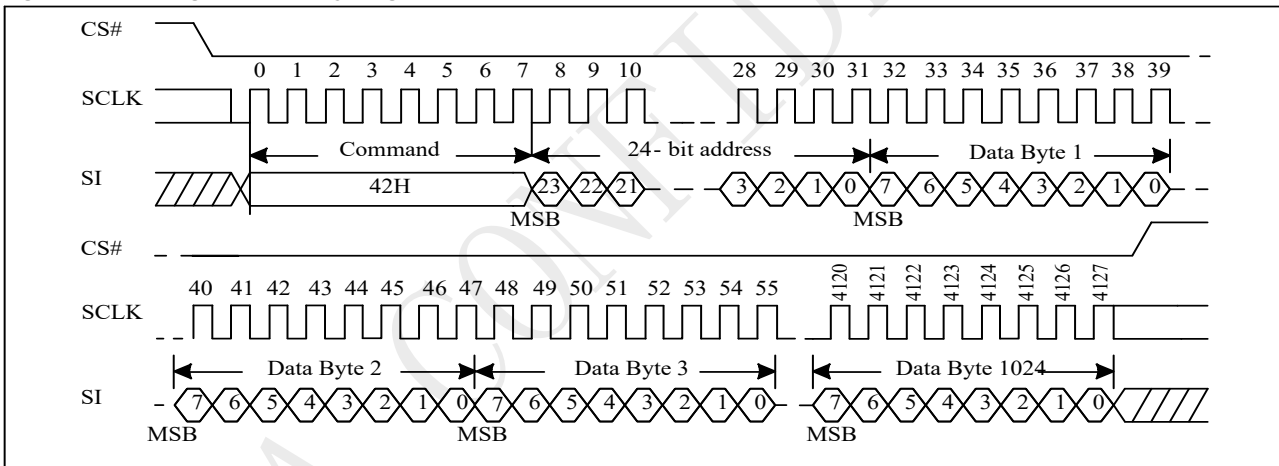 CS#
0 1 2 3 4 5 6 7 8 9 10 28 29 30 31 32 33 34 35 36 37 38 39
SCLK
Command 24- bit address Data Byte 1
SI 42H 23 22 21 3 2 1 0 7 6 5 4 3 2 1 0
MSB MSB
CS#
40 41 42 43 44 45 46 47 48 49 50 51 52 53 54 55 4120 4121 4122 4123 4124 4125 4126 4127
SCLK
Data Byte 2 Data Byte 3 Data Byte 1024
SI 7 6 5 4 3 2 1 0 7 6 5 4 3 2 1 0 7 6 5 4 3 2 1 0
MSB MSB MSB